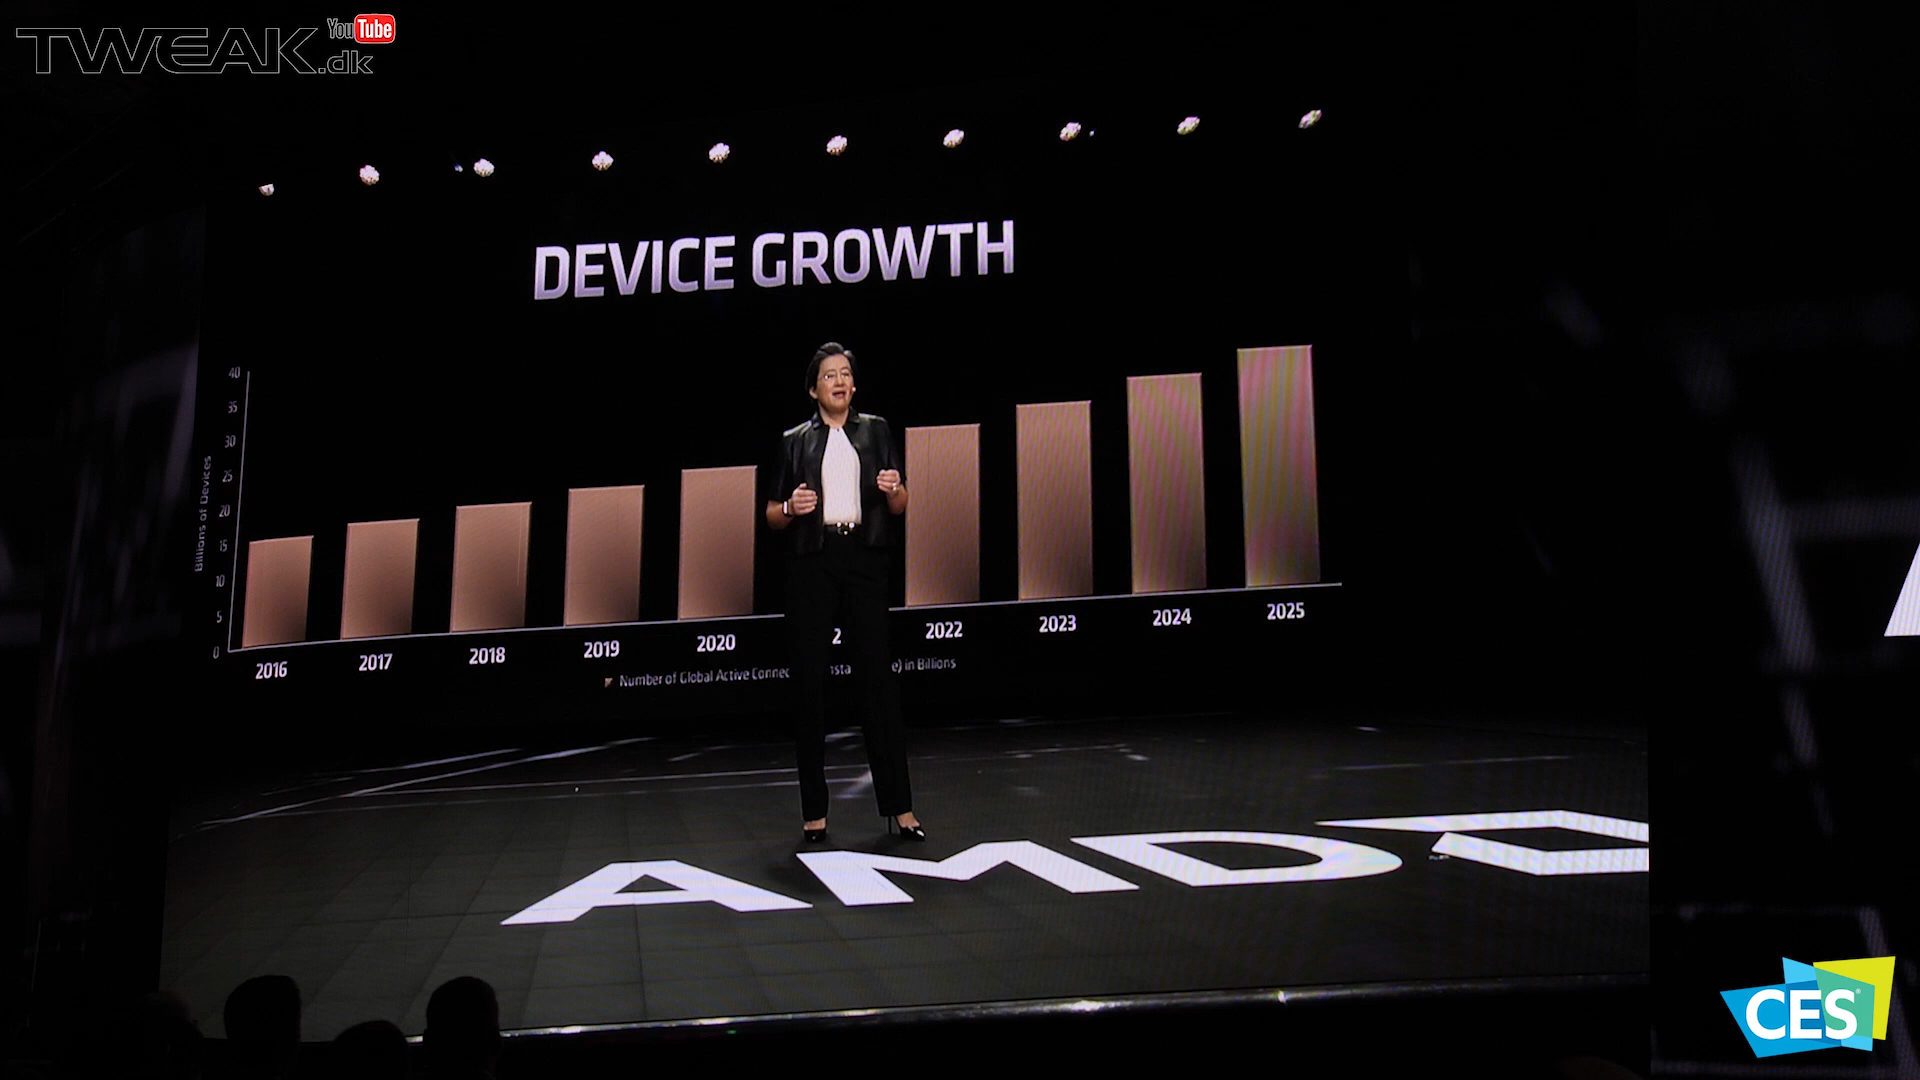 TWEAK.dk
YouTube
DEVICE GROWTH
Billions of Devices
40
35
30
25
20
15
10
5
0
2016 2017 2018 2019 2020 2 2022 2023 2024 2025
Number of Global Active Connec nsta e) in Billions
AMD
CES